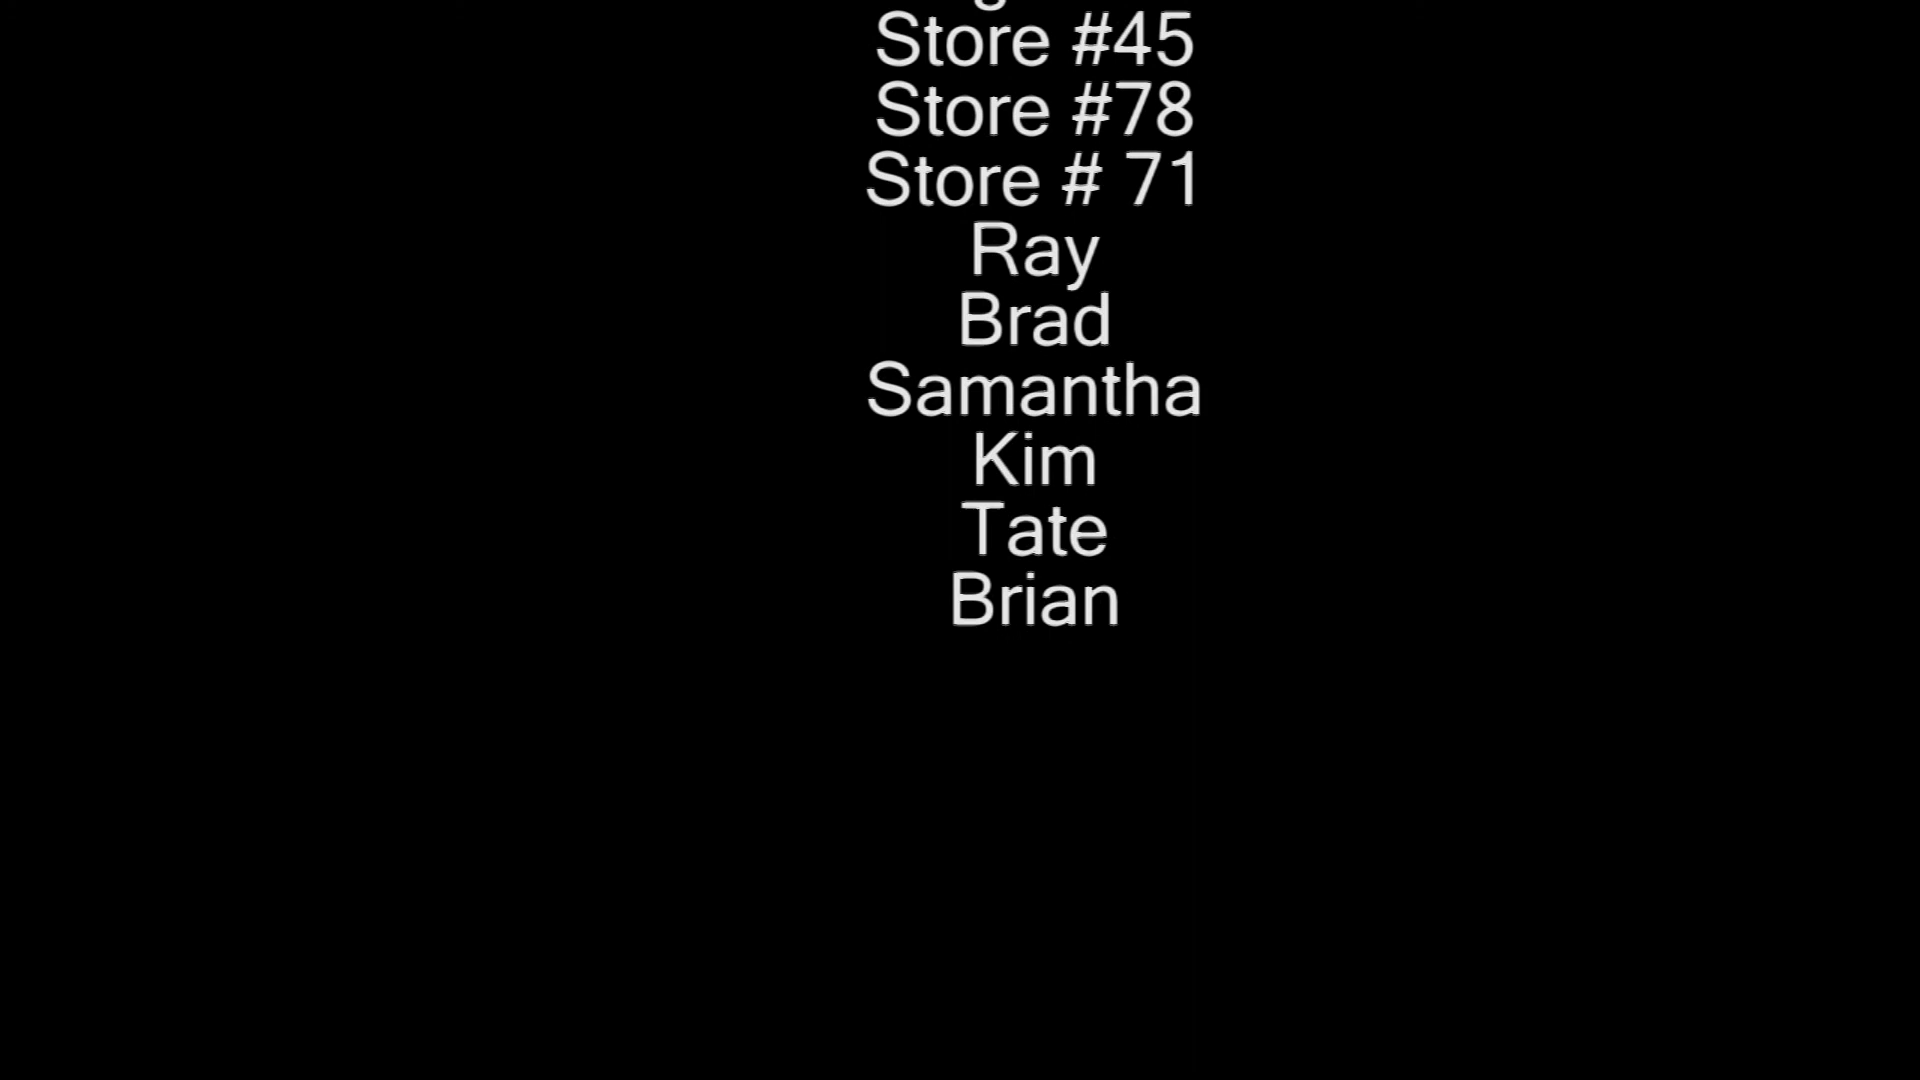 Store #45
Store #78
Store # 71
Ray
Brad
Samantha
Kim
Tate
Brian